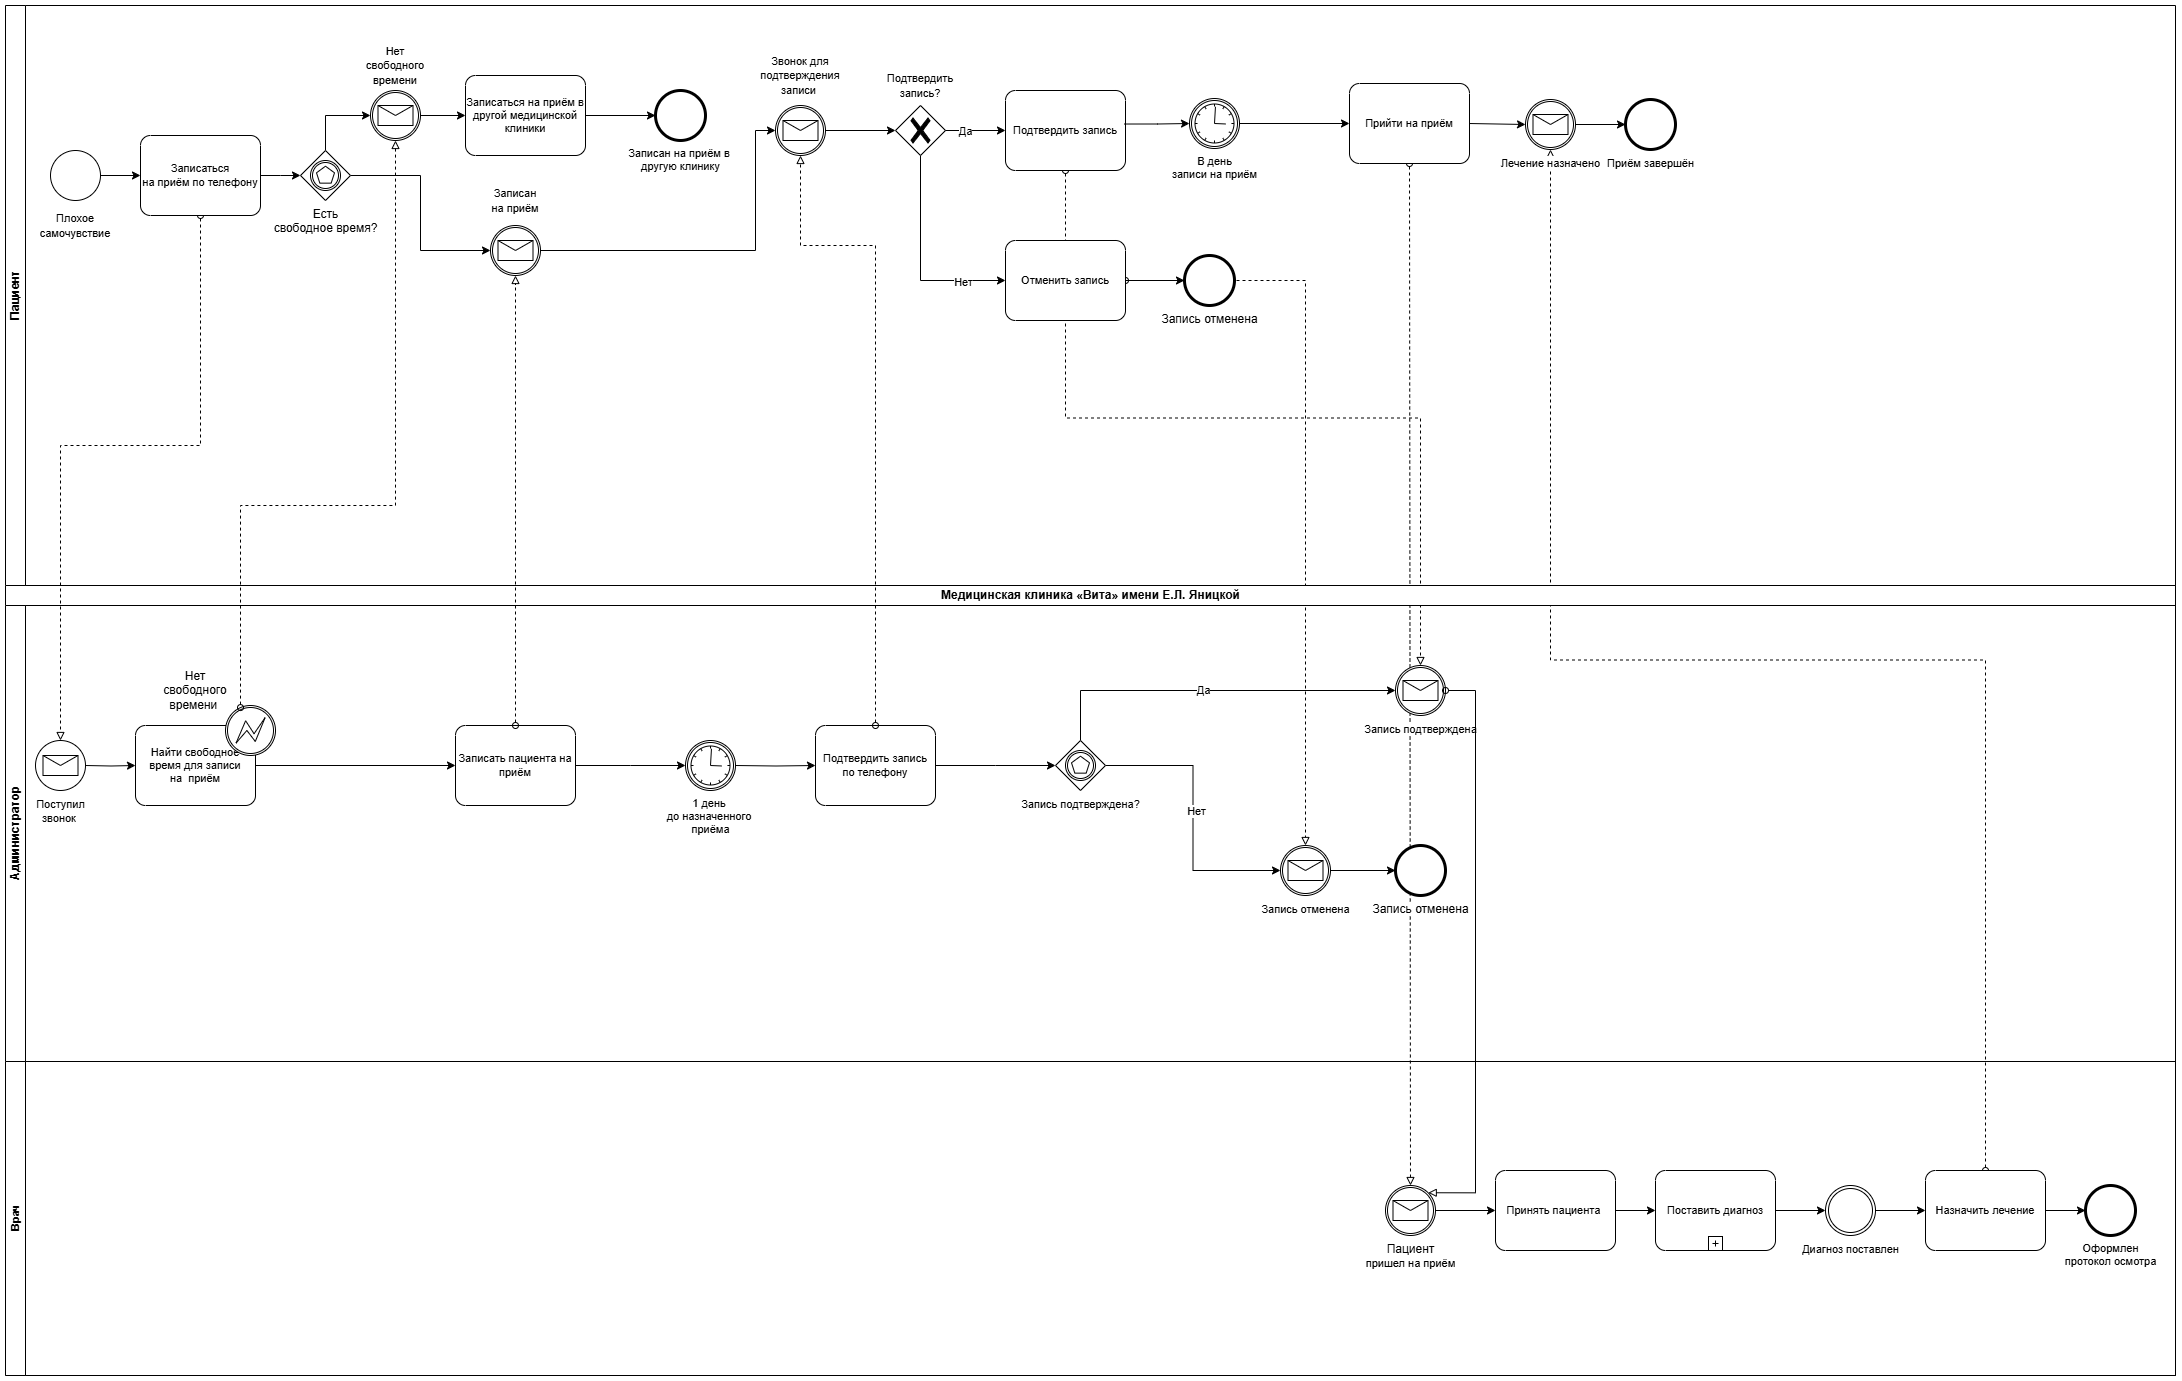 Пациент
Плохое
самочувствие
Записаться
на приём по телефону
Есть
свободное время?
Нет
свободного
времени
Записаться на приём в
другой медицинской
клиники
Записан на приём в
другую клинику
Записан
на приём
Звонок для
подтверждения
записи
Подтвердить
запись?
Да
Нет
Подтвердить запись
Отменить запись
Запись отменена
В день
записи на приём
Прийти на приём
Лечение назначено
Приём завершён
Медицинская клиника «Вита» имени Е.Л. Яницкой
Администратор
Поступил
звонок
Нет
свободного
времени
Найти свободное
время для записи
на приём
Записать пациента на
приём
1 день
до назначенного
приёма
Подтвердить запись
по телефону
Запись подтверждена?
Да
Нет
Запись подтверждена
Запись отменена
Запись отменена
Врач
Пациент
пришел на приём
Принять пациента
Поставить диагноз
Диагноз поставлен
Назначить лечение
Оформлен
протокол осмотра